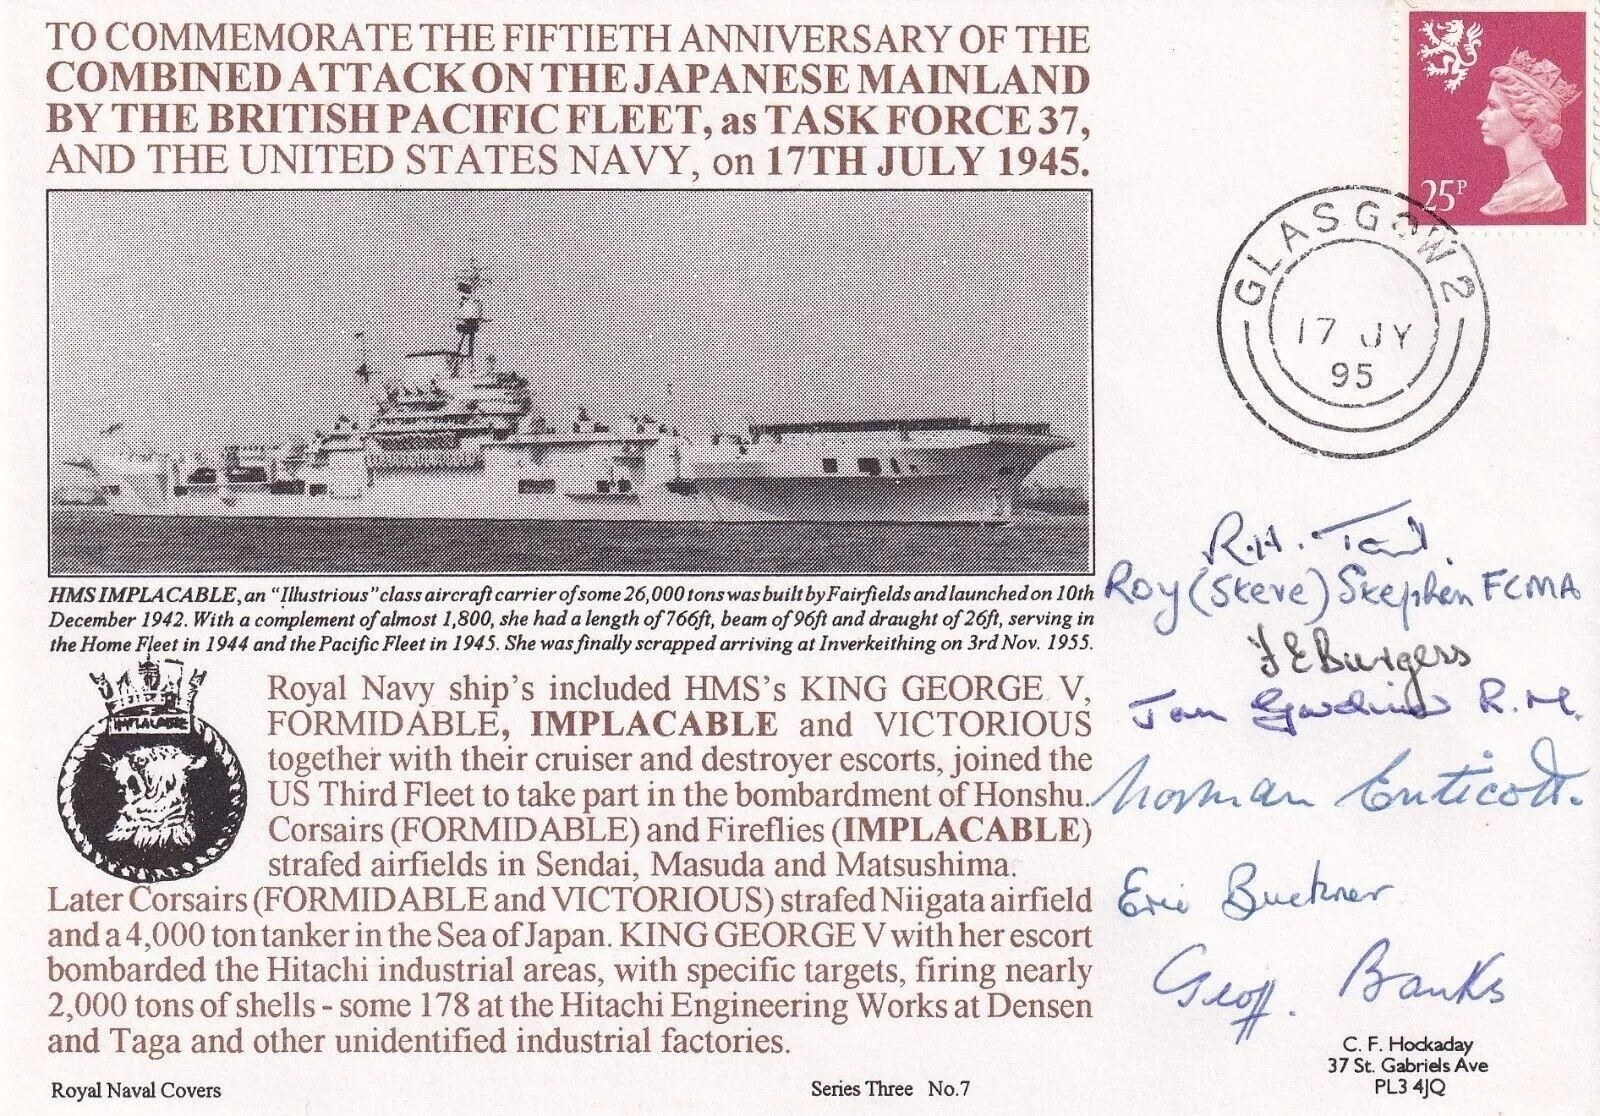 TO COMMEMORATE THE FIFTIETH ANNIVERSARY OF THE
COMBINED ATTACK ON THE JAPANESE MAINLAND
BY THE BRITISH PACIFIC FLEET, as TASK FORCE 37,
AND THE UNITED STATES NAVY, on 17TH JULY 1945.
25P
GLASGOW 2
17 JY
95
HMS IMPLACABLE, an "Illustrious" class aircraft carrier of some 26,000 tons was built by Fairfields and launched on 10th
December 1942. With a complement of almost 1,800, she had a length of 766ft, beam of 96ft and draught of 26ft, serving in
the Home Fleet in 1944 and the Pacific Fleet in 1945. She was finally scrapped arriving at Inverkeithing on 3rd Nov. 1955.
IMPLACABLE
Royal Navy ship's included HMS's KING GEORGE V,
FORMIDABLE, IMPLACABLE and VICTORIOUS
together with their cruiser and destroyer escorts, joined the
US Third Fleet to take part in the bombardment of Honshu.
Corsairs (FORMIDABLE) and Fireflies (IMPLACABLE)
strafed airfields in Sendai, Masuda and Matsushima.
Later Corsairs (FORMIDABLE and VICTORIOUS) strafed Niigata airfield
and a 4,000 ton tanker in the Sea of Japan. KING GEORGE V with her escort
bombarded the Hitachi industrial areas, with specific targets, firing nearly
2,000 tons of shells - some 178 at the Hitachi Engineering Works at Densen
and Taga and other unidentified industrial factories.
R.H.
Roy (Steve) Stephen FCMA
F E Burgess
Gardiner R.M.
Norman Enticott.
Eric Buckner
Geoff. Banks
C. F. Hockaday
37 St. Gabriels Ave
PL3 4JQ
Royal Naval Covers
Series Three No.7